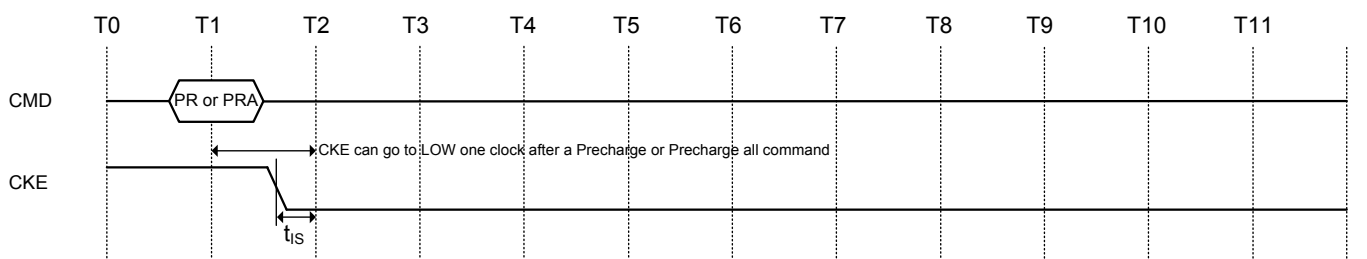 T0 T1 T2 T3 T4 T5 T6 T7 T8 T9 T10 T11
CMD PR or PRA
CKE can go to LOW one clock after a Precharge or Precharge all command
CKE
tIS